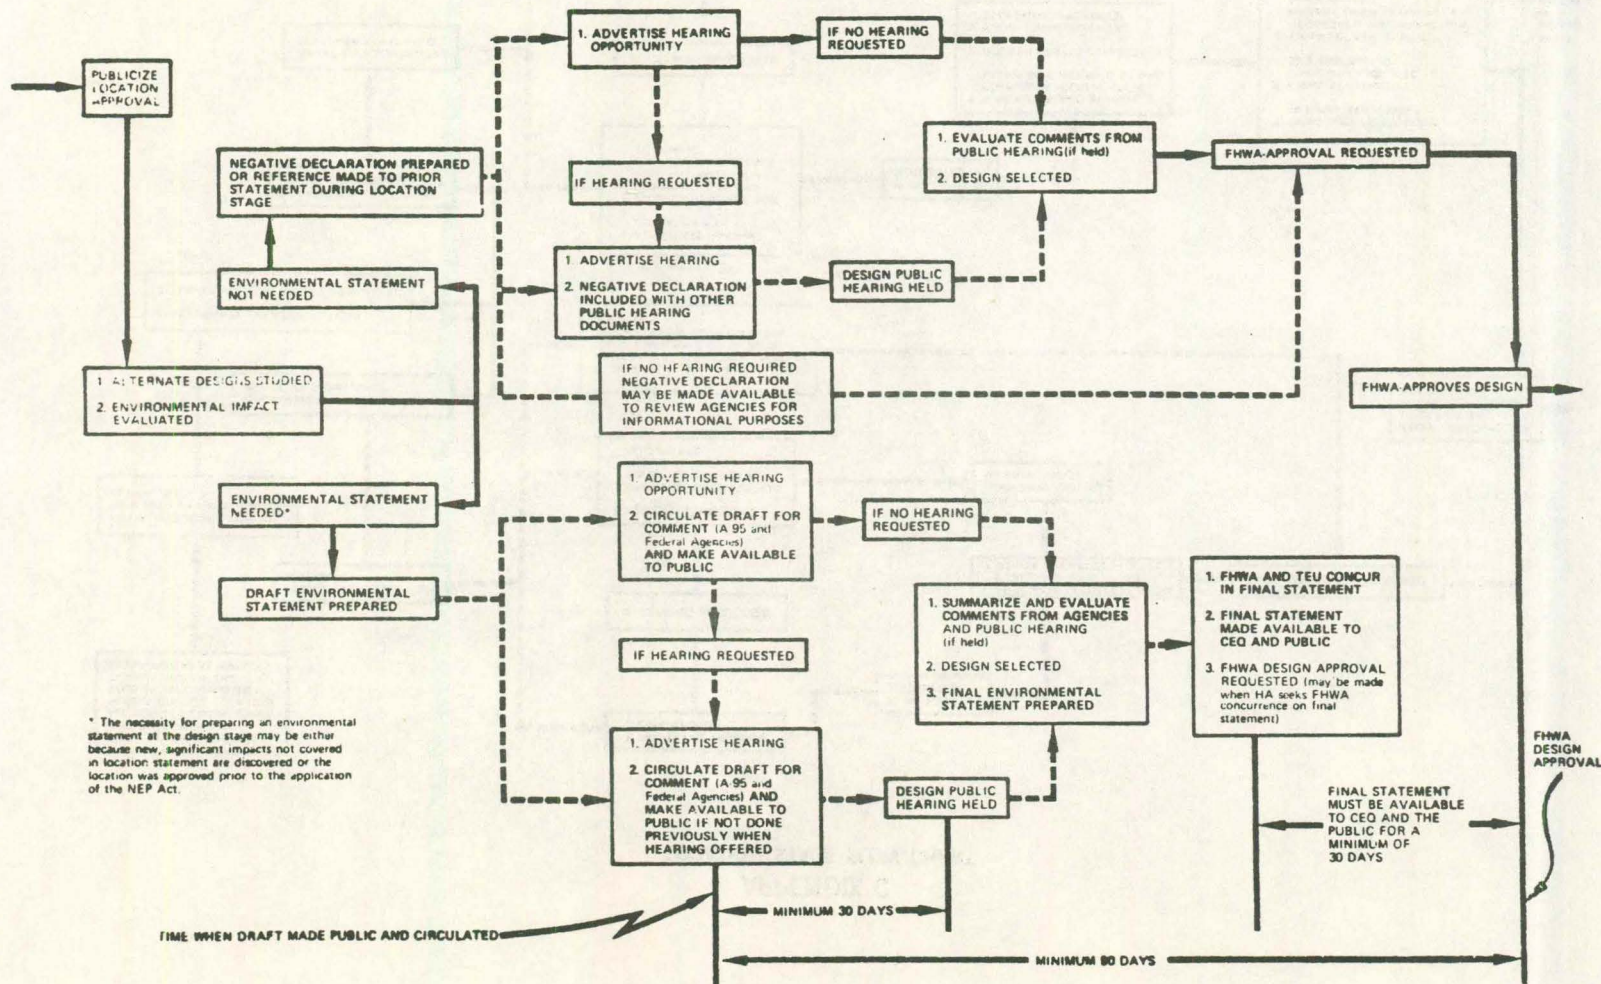 PUBLICIZE
LOCATION
APPROVAL
1. ADVERTISE HEARING
OPPORTUNITY
IF NO HEARING
REQUESTED
NEGATIVE DECLARATION PREPARED
OR REFERENCE MADE TO PRIOR
STATEMENT DURING LOCATION
STAGE
IF HEARING REQUESTED
1. EVALUATE COMMENTS FROM
PUBLIC HEARING (if held)
2. DESIGN SELECTED
FHWA-APPROVAL REQUESTED
ENVIRONMENTAL STATEMENT
NOT NEEDED
1. ADVERTISE HEARING
2. NEGATIVE DECLARATION
INCLUDED WITH OTHER
PUBLIC HEARING
DOCUMENTS
DESIGN PUBLIC
HEARING HELD
1. ALTERNATE DESIGNS STUDIED
2. ENVIRONMENTAL IMPACT
EVALUATED
IF NO HEARING REQUIRED
NEGATIVE DECLARATION
MAY BE MADE AVAILABLE
TO REVIEW AGENCIES FOR
INFORMATIONAL PURPOSES
FHWA-APPROVES DESIGN
ENVIRONMENTAL STATEMENT
NEEDED*
1. ADVERTISE HEARING
OPPORTUNITY
2. CIRCULATE DRAFT FOR
COMMENT (A-95 and
Federal Agencies)
AND MAKE AVAILABLE
TO PUBLIC
IF NO HEARING
REQUESTED
DRAFT ENVIRONMENTAL
STATEMENT PREPARED
IF HEARING REQUESTED
1. SUMMARIZE AND EVALUATE
COMMENTS FROM AGENCIES
AND PUBLIC HEARING
(if held)
2. DESIGN SELECTED
3. FINAL ENVIRONMENTAL
STATEMENT PREPARED
1. FHWA AND TEU CONCUR
IN FINAL STATEMENT
2. FINAL STATEMENT
MADE AVAILABLE TO
CEQ AND PUBLIC
3. FHWA DESIGN APPROVAL
REQUESTED (may be made
when HA seeks FHWA
concurrence on final
statement)
* The necessity for preparing an environmental
statement at the design stage may be either
because new, significant impacts not covered
in location statement are discovered or the
location was approved prior to the application
of the NEP Act.
1. ADVERTISE HEARING
2. CIRCULATE DRAFT FOR
COMMENT (A-95 and
Federal Agencies) AND
MAKE AVAILABLE TO
PUBLIC IF NOT DONE
PREVIOUSLY WHEN
HEARING OFFERED
DESIGN PUBLIC
HEARING HELD
FHWA
DESIGN
APPROVAL
FINAL STATEMENT
MUST BE AVAILABLE
TO CEQ AND THE
PUBLIC FOR A
MINIMUM OF
30 DAYS
MINIMUM 30 DAYS
TIME WHEN DRAFT MADE PUBLIC AND CIRCULATED
MINIMUM 90 DAYS